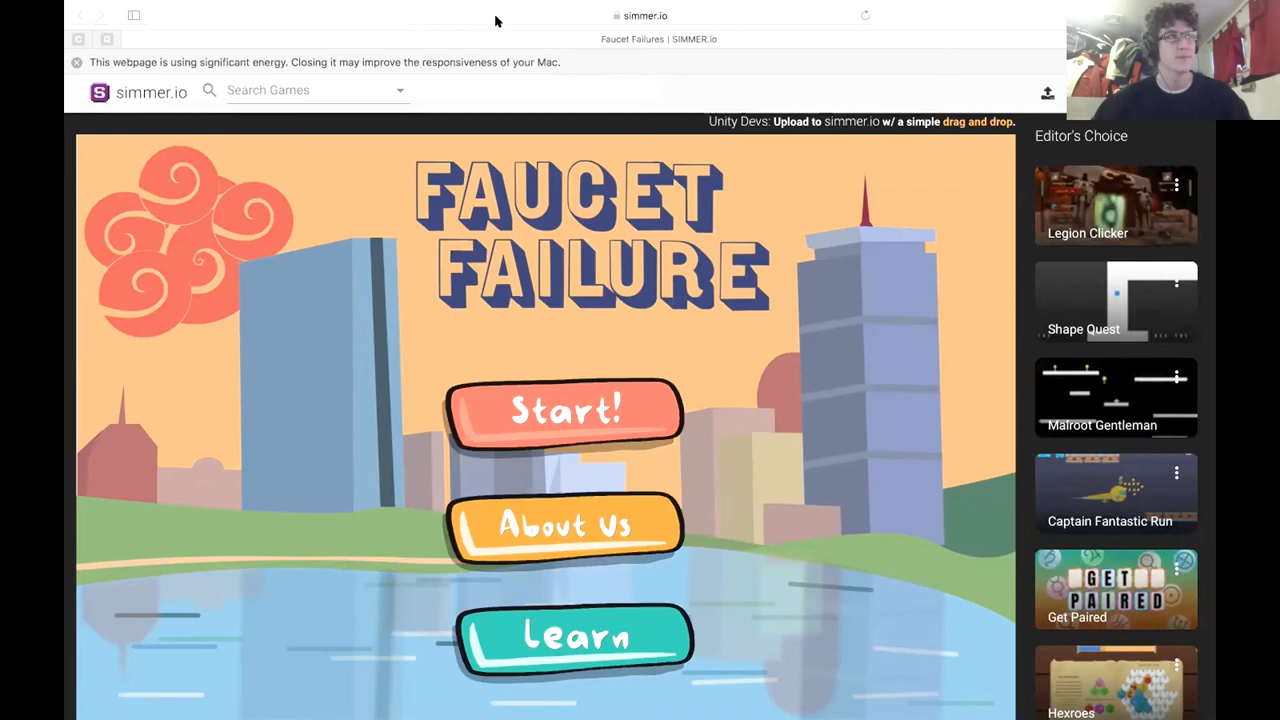 simmer.io
C
Q
Faucet Failures | SIMMER.io
This webpage is using significant energy. Closing it may improve the responsiveness of your Mac.
S simmer.io
Search Games
Unity Devs: Upload to simmer.io w/ a simple drag and drop.
Editor's Choice
FAUCET
FAILURE
Start!
About Us
Learn
Legion Clicker
Shape Quest
Malroot Gentleman
Captain Fantastic Run
GET
PAIRED
Get Paired
Hexroes